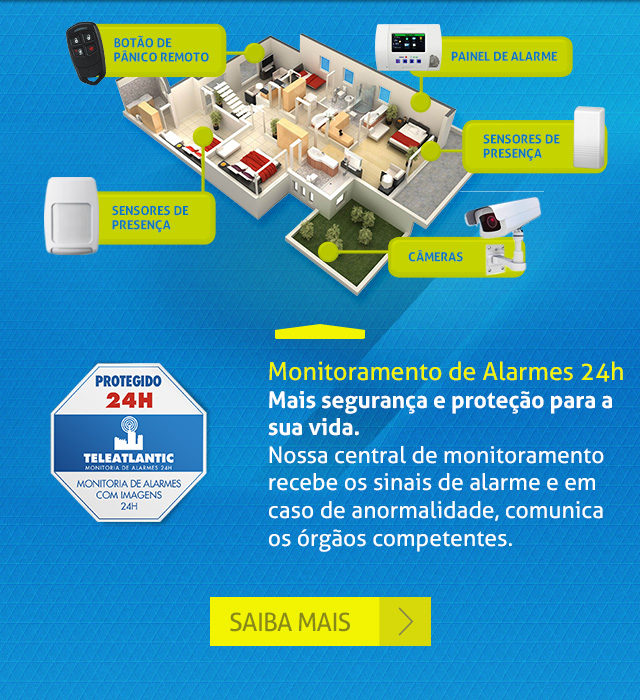 BOTÃO DE
PÂNICO REMOTO
PAINEL DE ALARME
SENSORES DE
PRESENÇA
SENSORES DE
PRESENÇA
CÂMERAS
PROTEGIDO
24H
TELEATLANTIC
MONITORIA DE ALARMES 24H
MONITORIA DE ALARMES
COM IMAGENS
24H
Monitoramento de Alarmes 24h
Mais segurança e proteção para a
sua vida.
Nossa central de monitoramento
recebe os sinais de alarme e em
caso de anormalidade, comunica
os órgãos competentes.
SAIBA MAIS